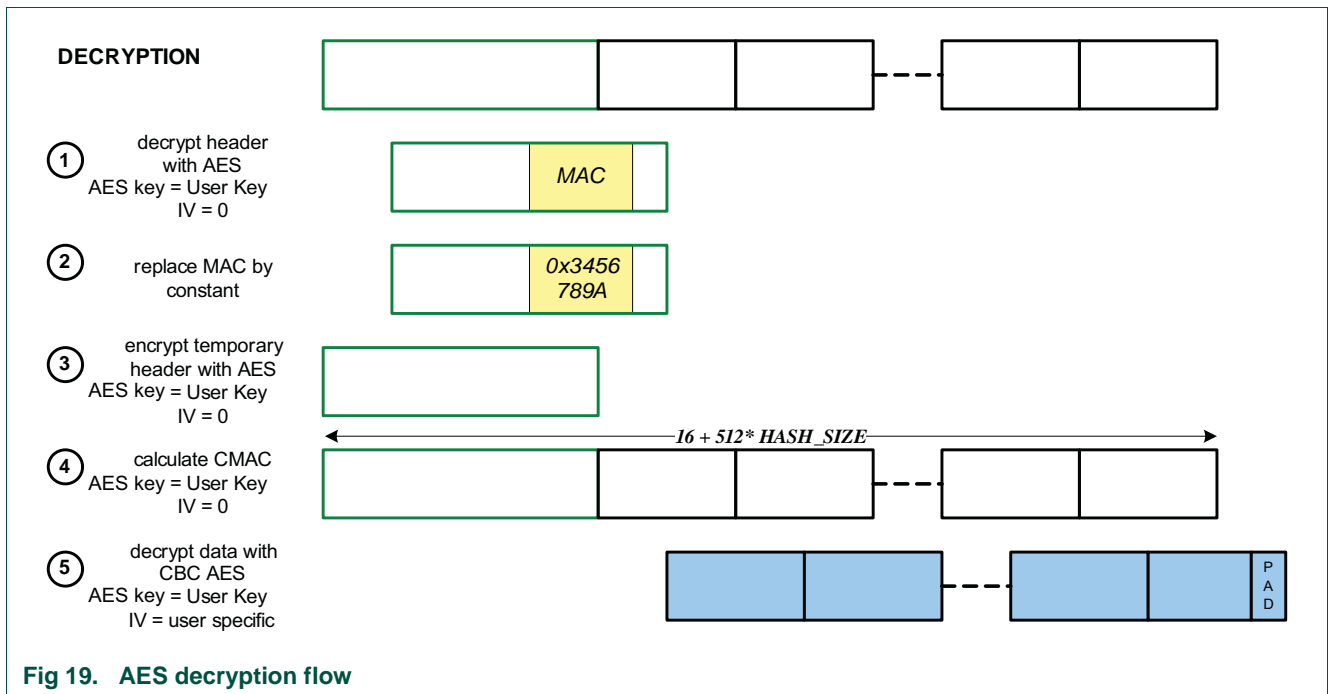 DECRYPTION
1
decrypt header
with AES
AES key = User Key
IV = 0
MAC
2
replace MAC by
constant
0x3456
789A
3
encrypt temporary
header with AES
AES key = User Key
IV = 0
16 + 512* HASH_SIZE
4
calculate CMAC
AES key = User Key
IV = 0
5
decrypt data with
CBC AES
AES key = User Key
IV = user specific
P
A
D
Fig 19. AES decryption flow